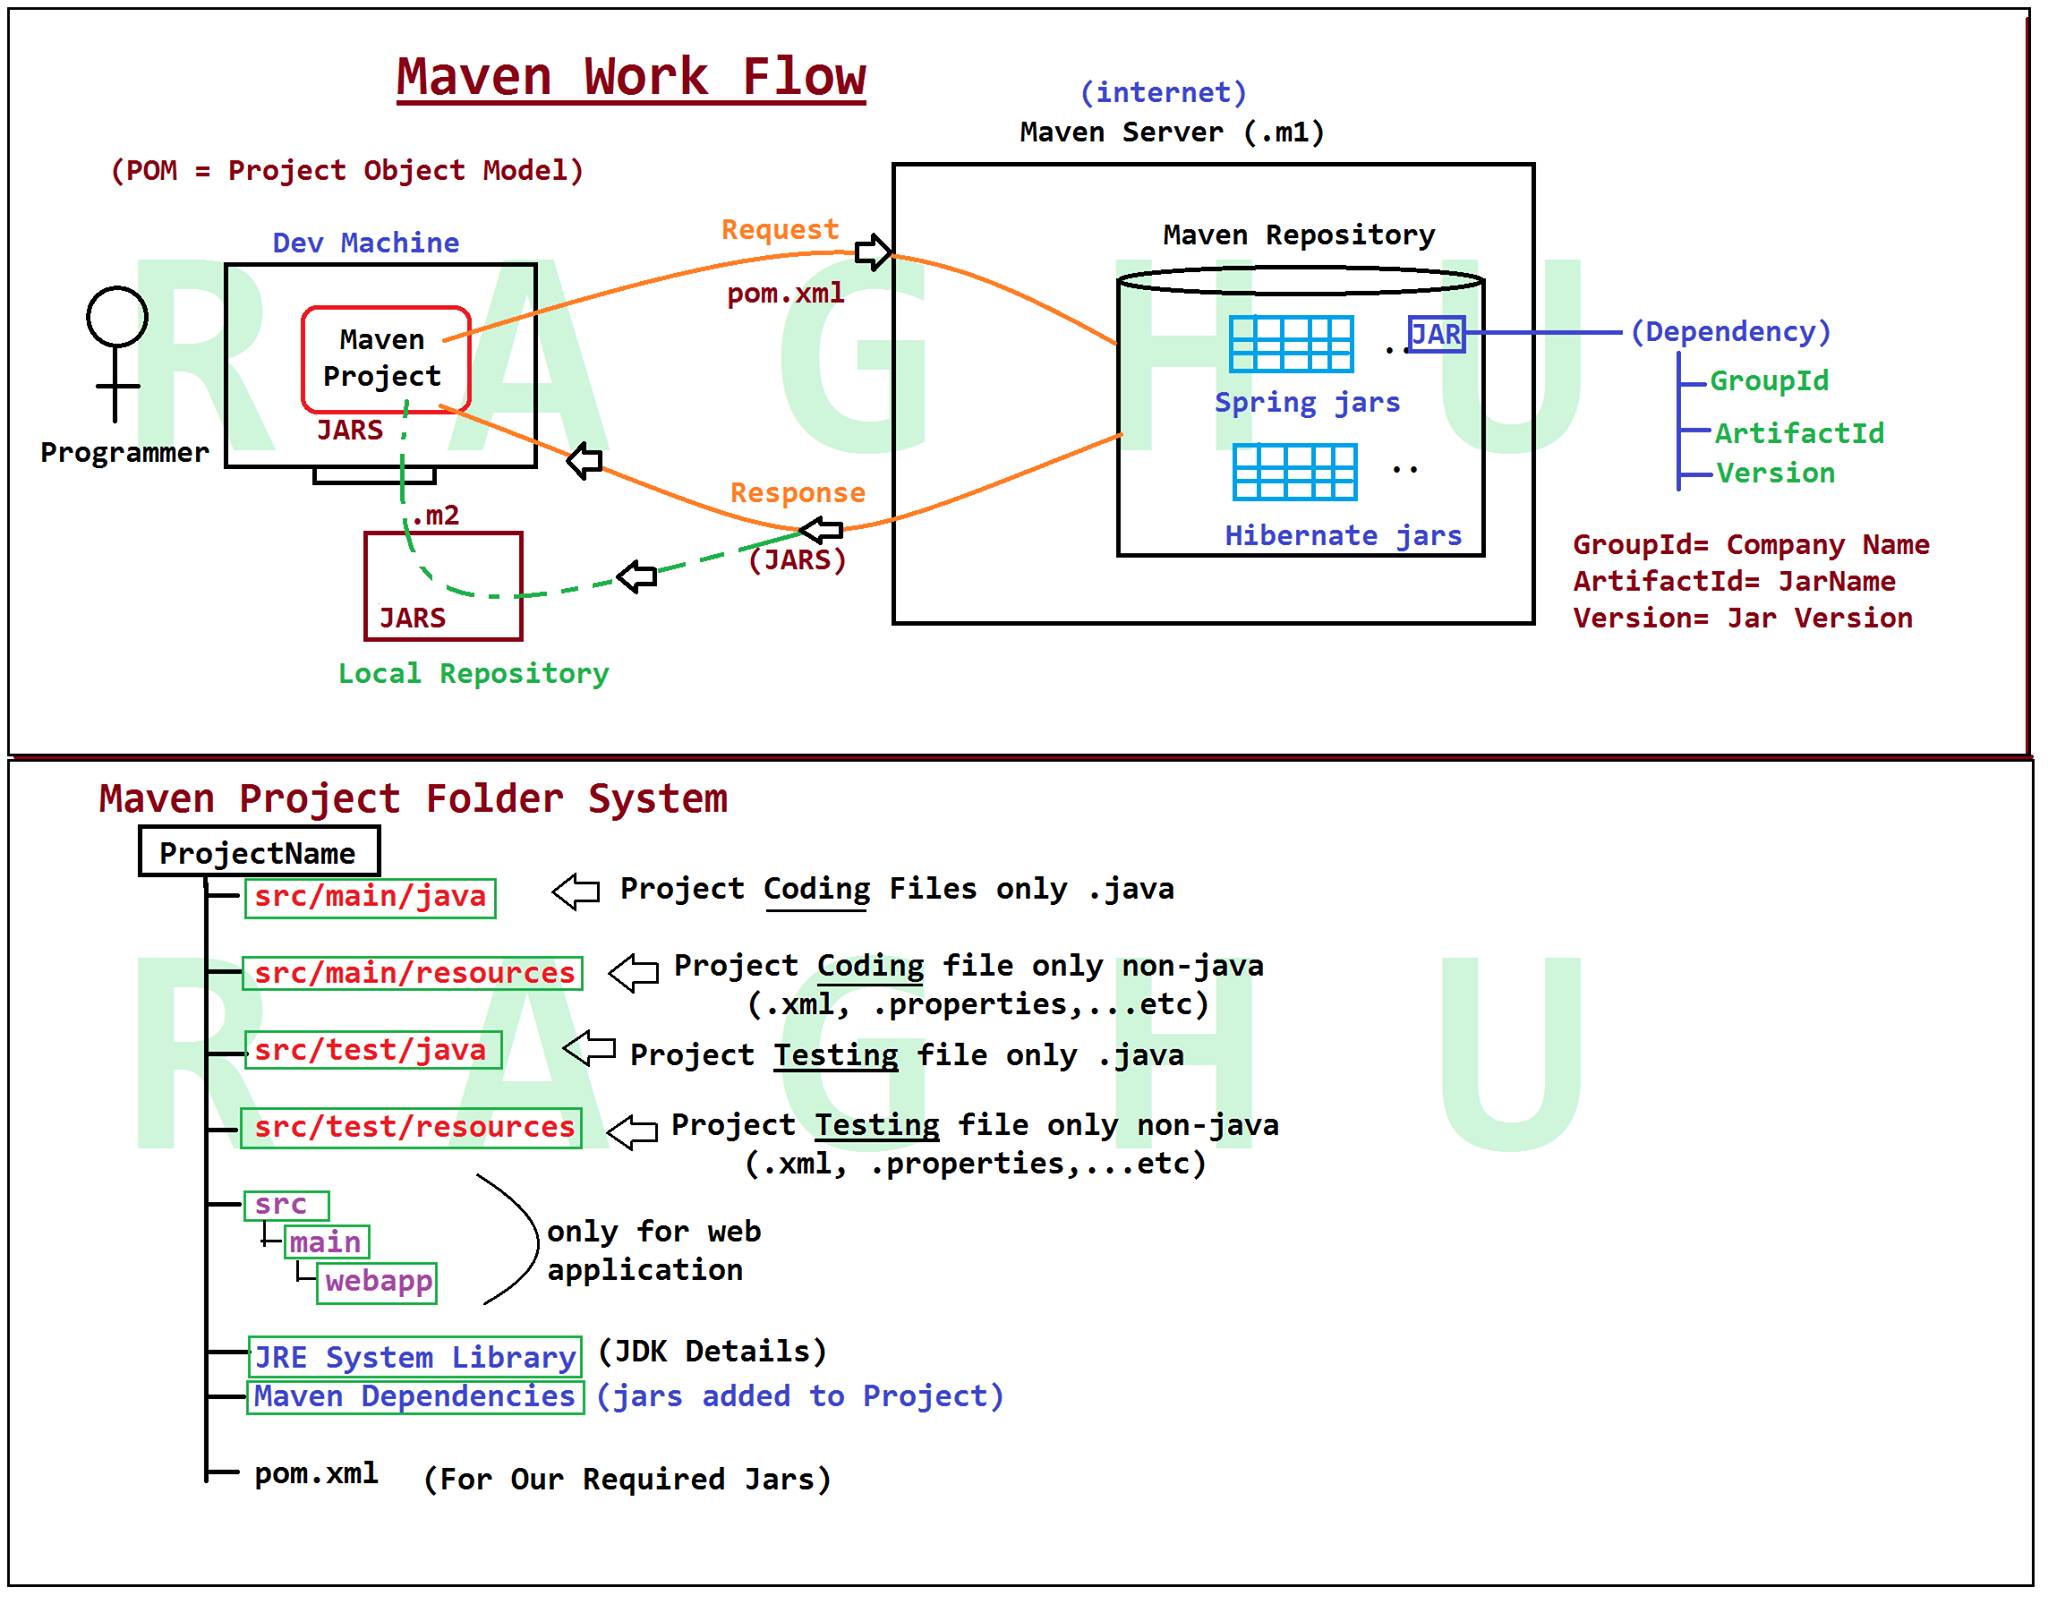 Maven Work Flow
(internet)
Maven Server (.m1)
(POM = Project Object Model)
Request
pom.xml
Maven Repository
Dev Machine
Maven
Project
JARS
Programmer
.. JAR
(Dependency)
GroupId
ArtifactId
Version
Spring jars
..
Hibernate jars
Response
(JARS)
.m2
JARS
Local Repository
GroupId= Company Name
ArtifactId= JarName
Version= Jar Version
R A G H U
Maven Project Folder System
ProjectName
src/main/java Project Coding Files only .java
src/main/resources Project Coding file only non-java
(.xml, .properties,...etc)
src/test/java Project Testing file only .java
src/test/resources Project Testing file only non-java
(.xml, .properties,...etc)
src
main
webapp
only for web
application
JRE System Library (JDK Details)
Maven Dependencies (jars added to Project)
pom.xml (For Our Required Jars)
R A G H U